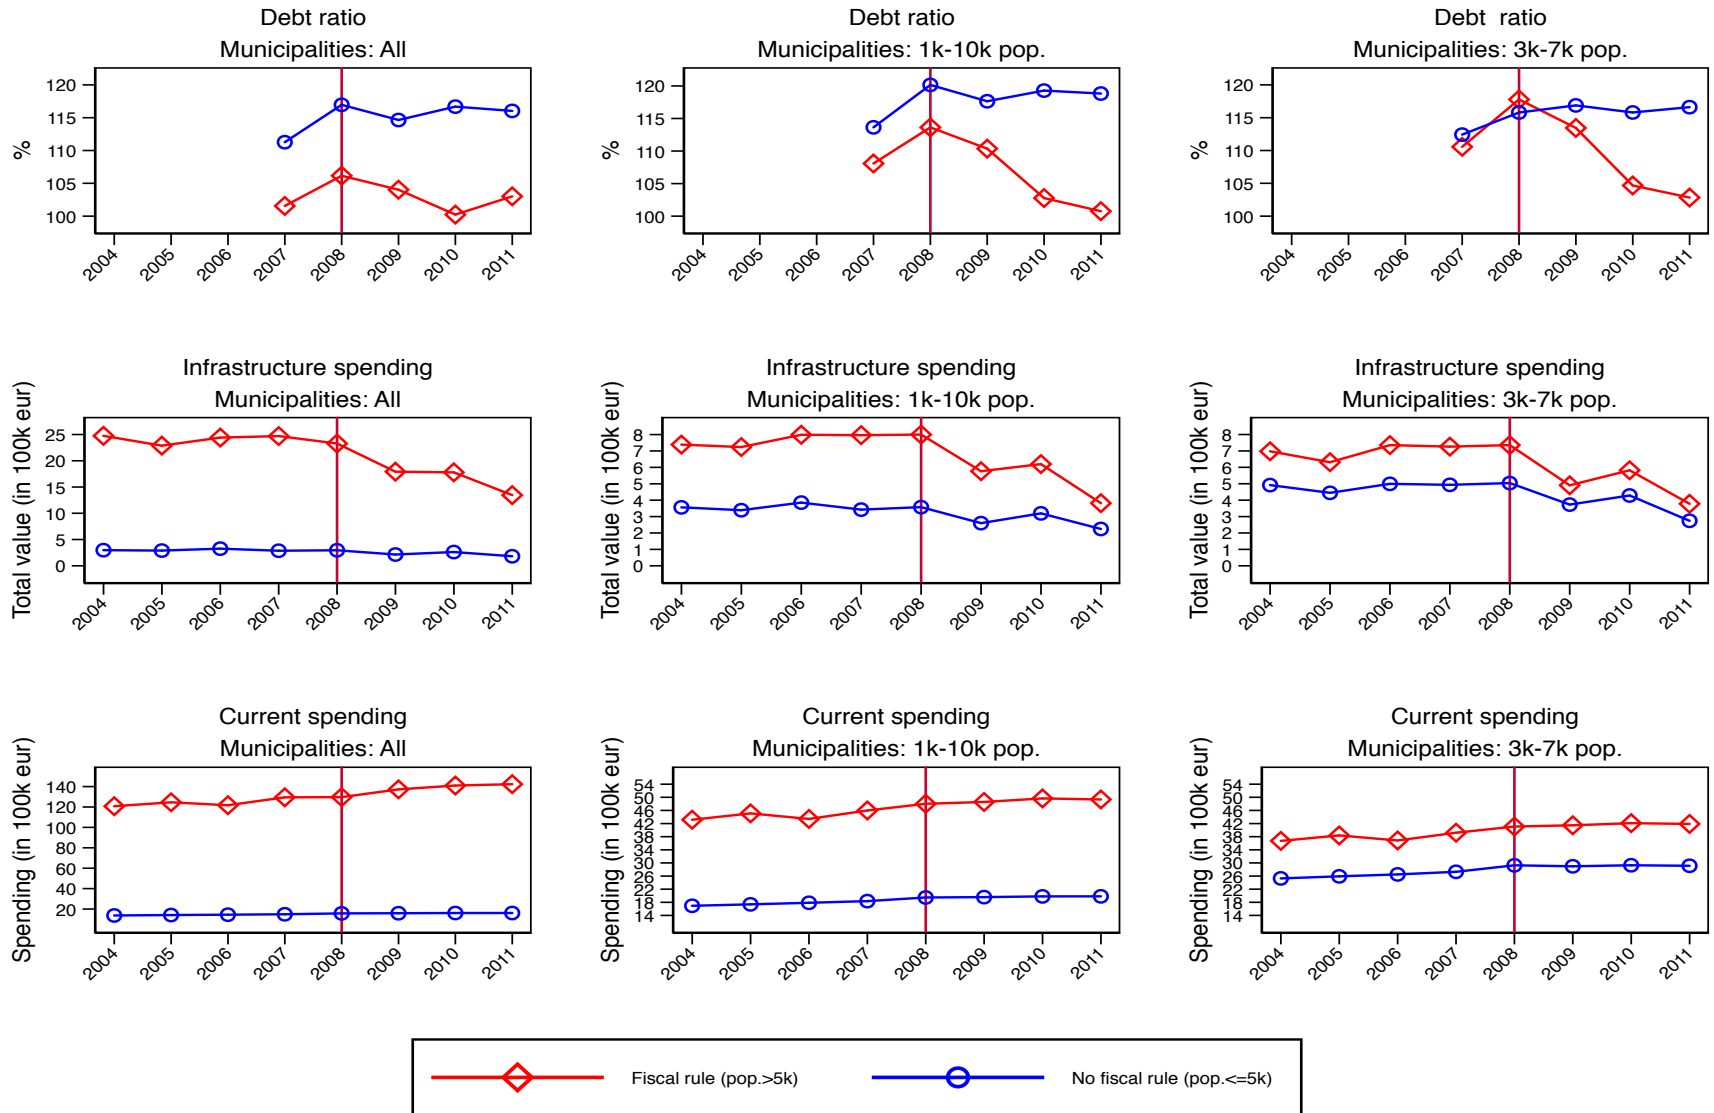 Debt ratio
Municipalities: All
%
120
115
110
105
100
2004 2005 2006 2007 2008 2009 2010 2011
Debt ratio
Municipalities: 1k-10k pop.
%
120
115
110
105
100
2004 2005 2006 2007 2008 2009 2010 2011
Debt ratio
Municipalities: 3k-7k pop.
%
120
115
110
105
100
2004 2005 2006 2007 2008 2009 2010 2011
Infrastructure spending
Municipalities: All
Total value (in 100k eur)
25
20
15
10
5
0
2004 2005 2006 2007 2008 2009 2010 2011
Infrastructure spending
Municipalities: 1k-10k pop.
Total value (in 100k eur)
8
7
6
5
4
3
2
1
0
2004 2005 2006 2007 2008 2009 2010 2011
Infrastructure spending
Municipalities: 3k-7k pop.
Total value (in 100k eur)
8
7
6
5
4
3
2
1
0
2004 2005 2006 2007 2008 2009 2010 2011
Current spending
Municipalities: All
Spending (in 100k eur)
140
120
100
80
60
40
20
2004 2005 2006 2007 2008 2009 2010 2011
Current spending
Municipalities: 1k-10k pop.
Spending (in 100k eur)
54
50
46
42
38
34
30
26
22
18
14
2004 2005 2006 2007 2008 2009 2010 2011
Current spending
Municipalities: 3k-7k pop.
Spending (in 100k eur)
54
50
46
42
38
34
30
26
22
18
14
2004 2005 2006 2007 2008 2009 2010 2011
Fiscal rule (pop.>5k)
No fiscal rule (pop.<=5k)